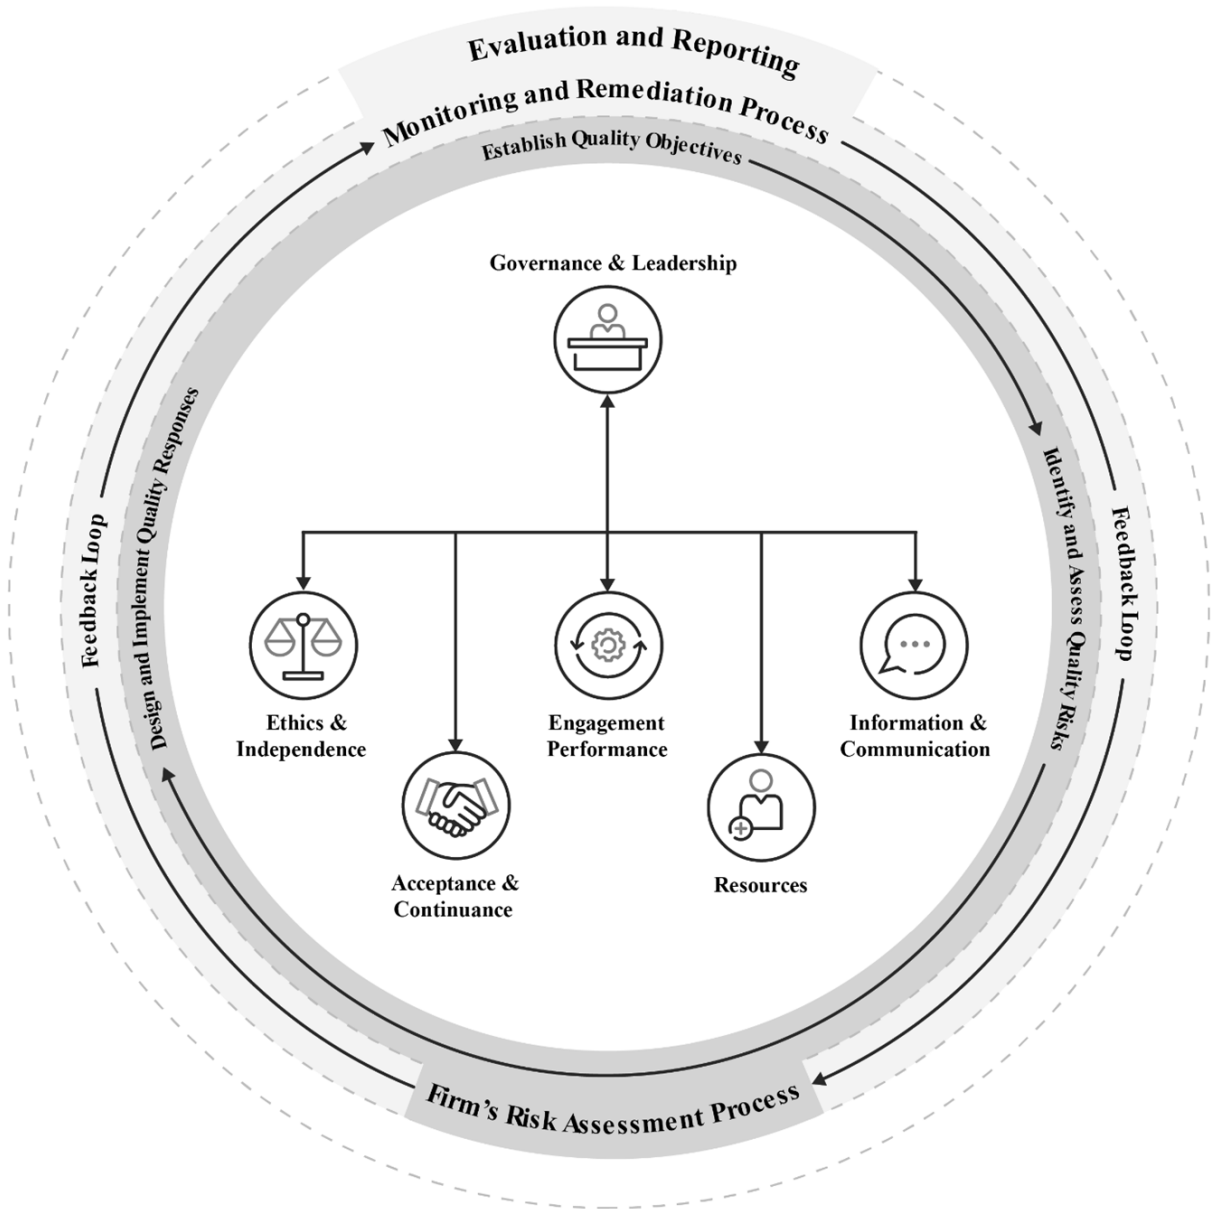 Evaluation and Reporting
Monitoring and Remediation Process
Establish Quality Objectives
Governance & Leadership
Design and Implement Quality Responses
Identify and Assess Quality Risks
Feedback Loop
Feedback Loop
Ethics &
Independence
Engagement
Performance
Information &
Communication
Acceptance &
Continuance
Resources
Firm’s Risk Assessment Process